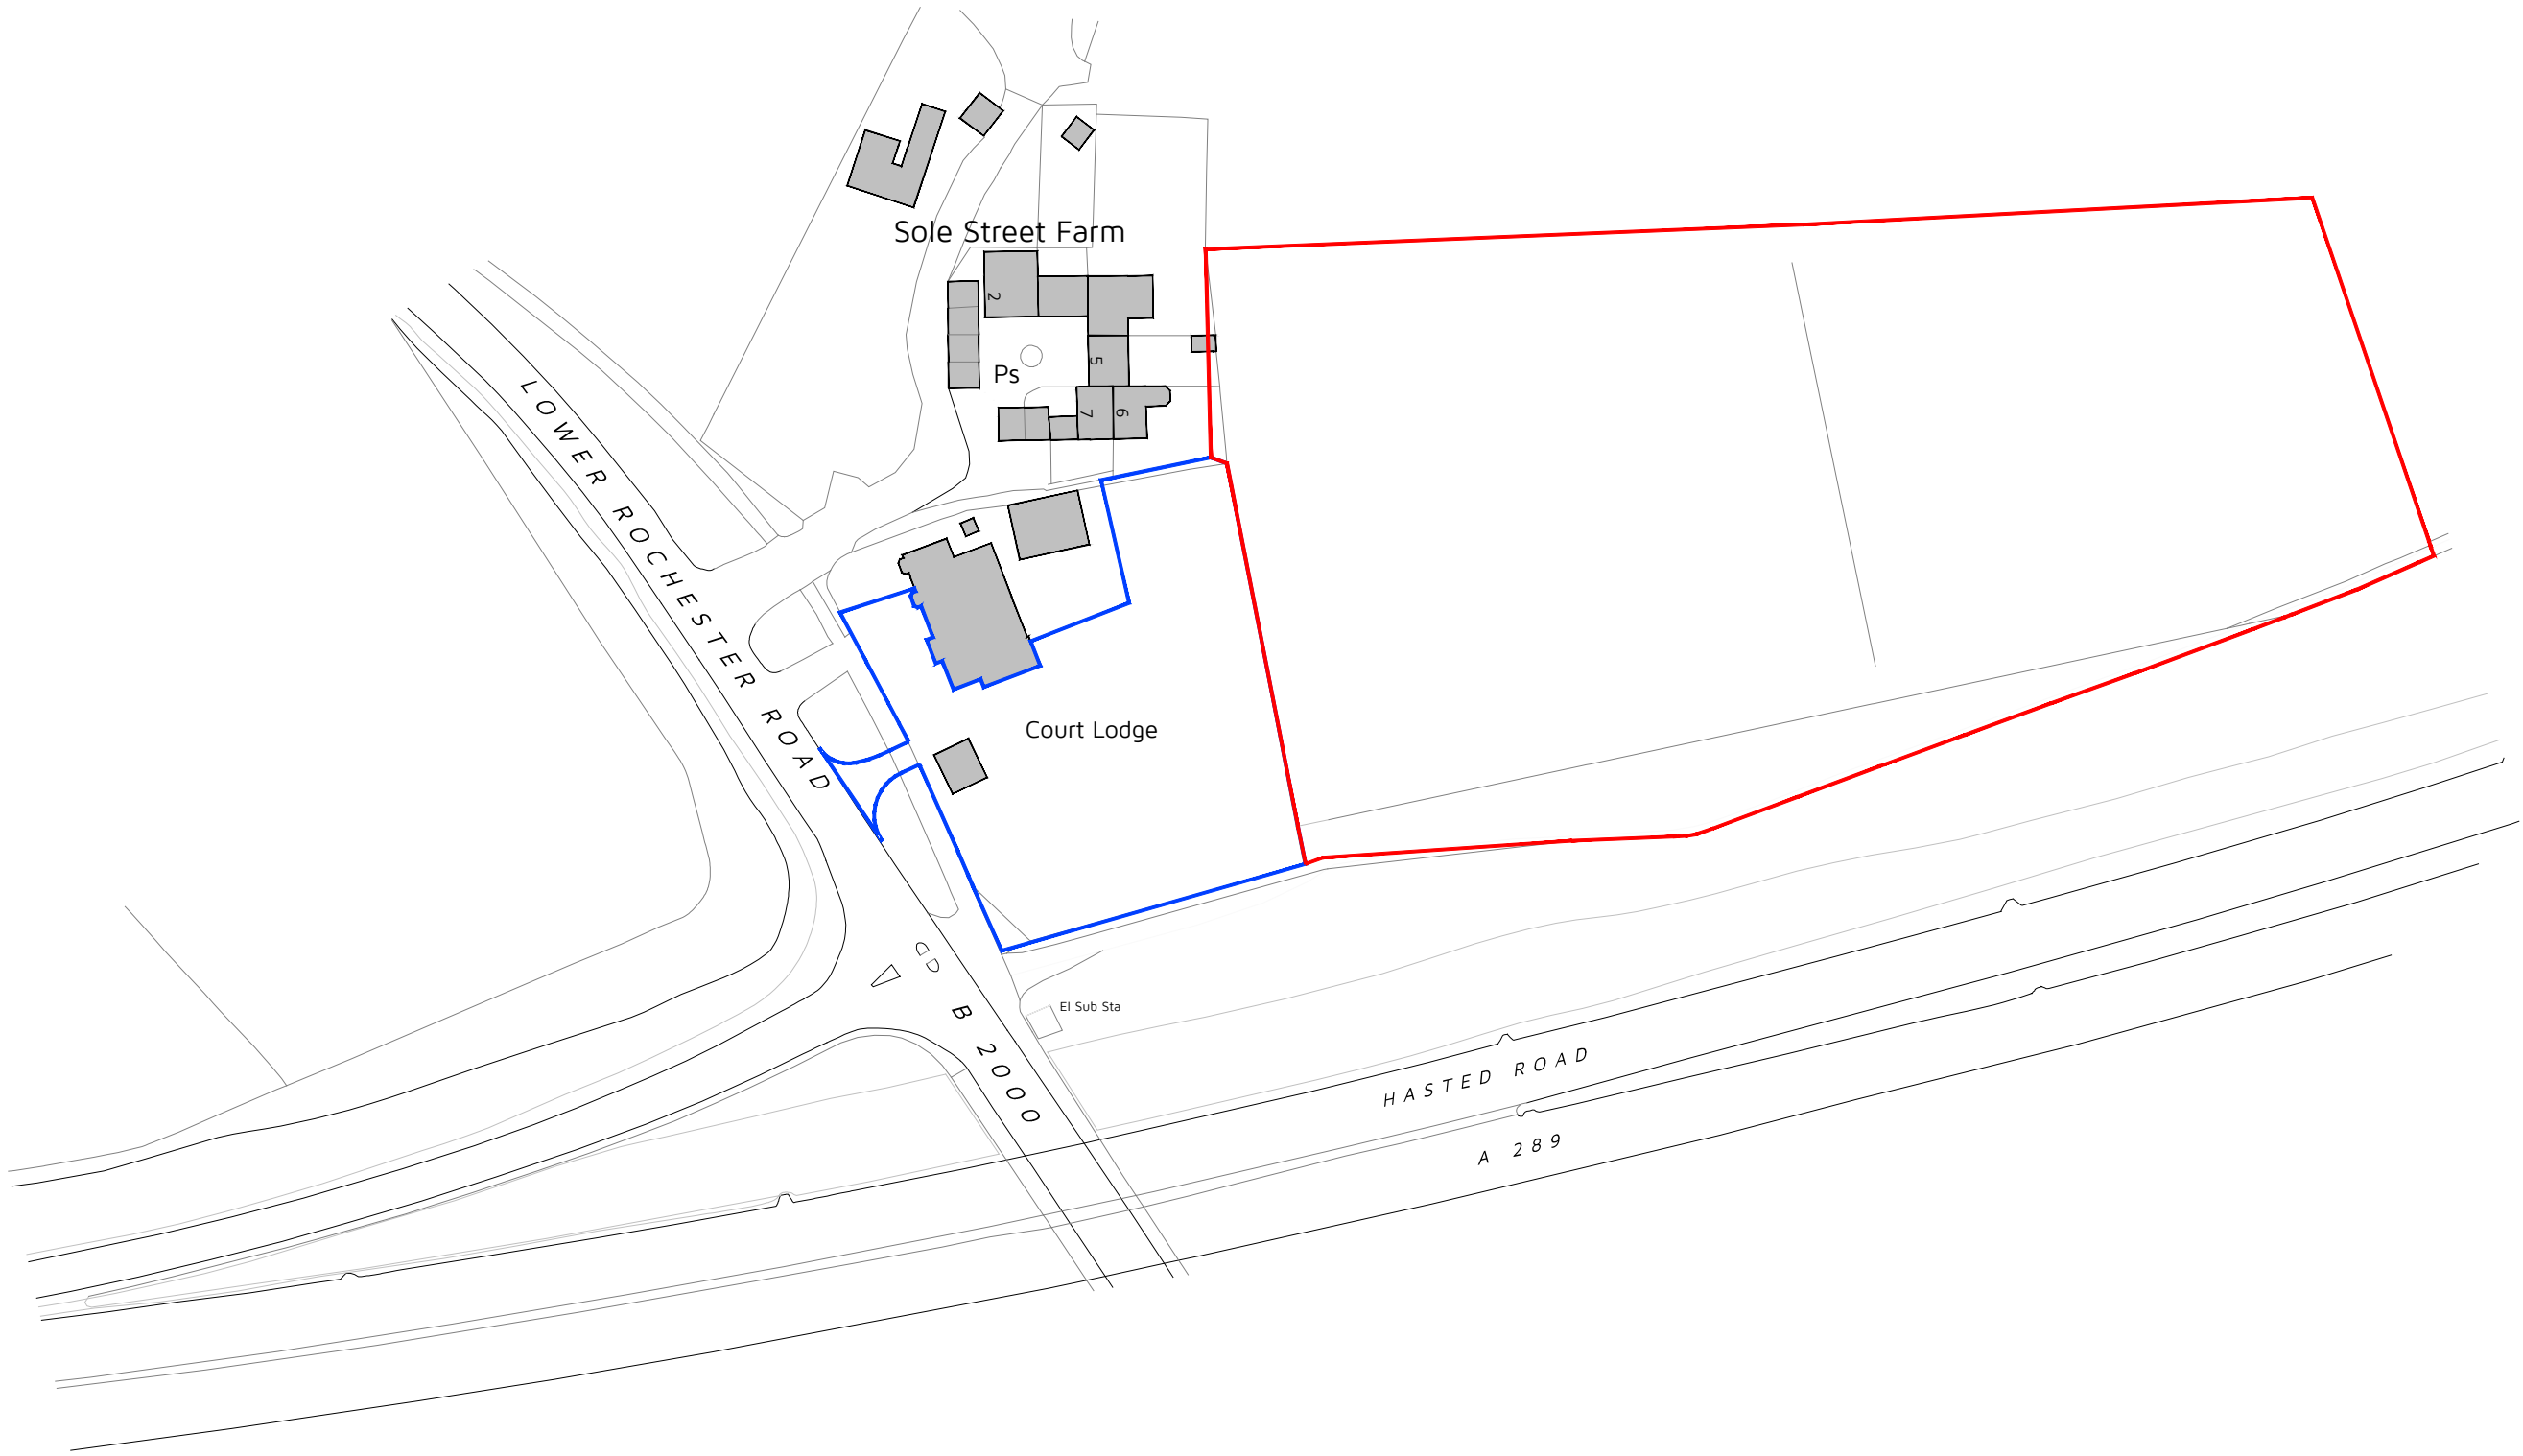 Sole Street Farm
2
5
Ps
7
6
LOWER ROCHESTER ROAD
Court Lodge
El Sub Sta
B 2000
HASTED ROAD
A 289